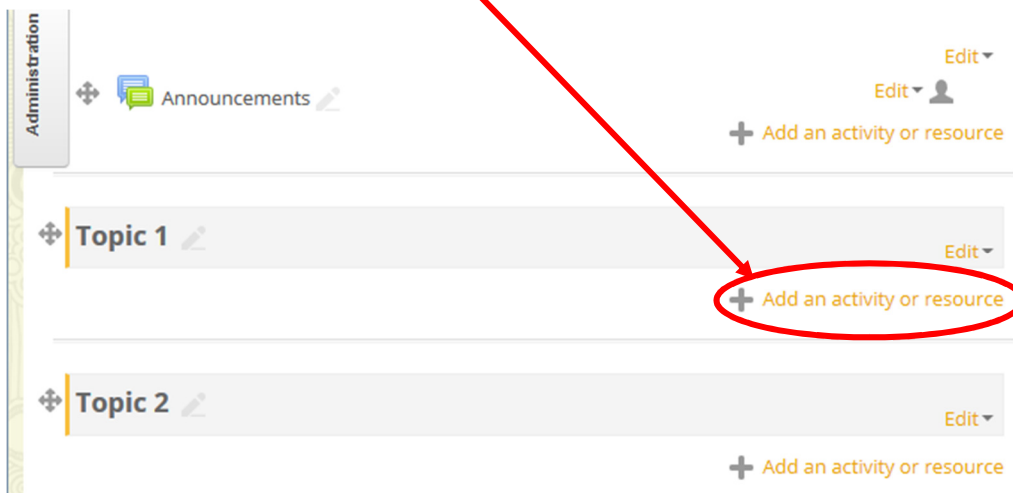 Administration
Edit
Announcements
Edit
Add an activity or resource
Topic 1
Edit
Add an activity or resource
Topic 2
Edit
Add an activity or resource